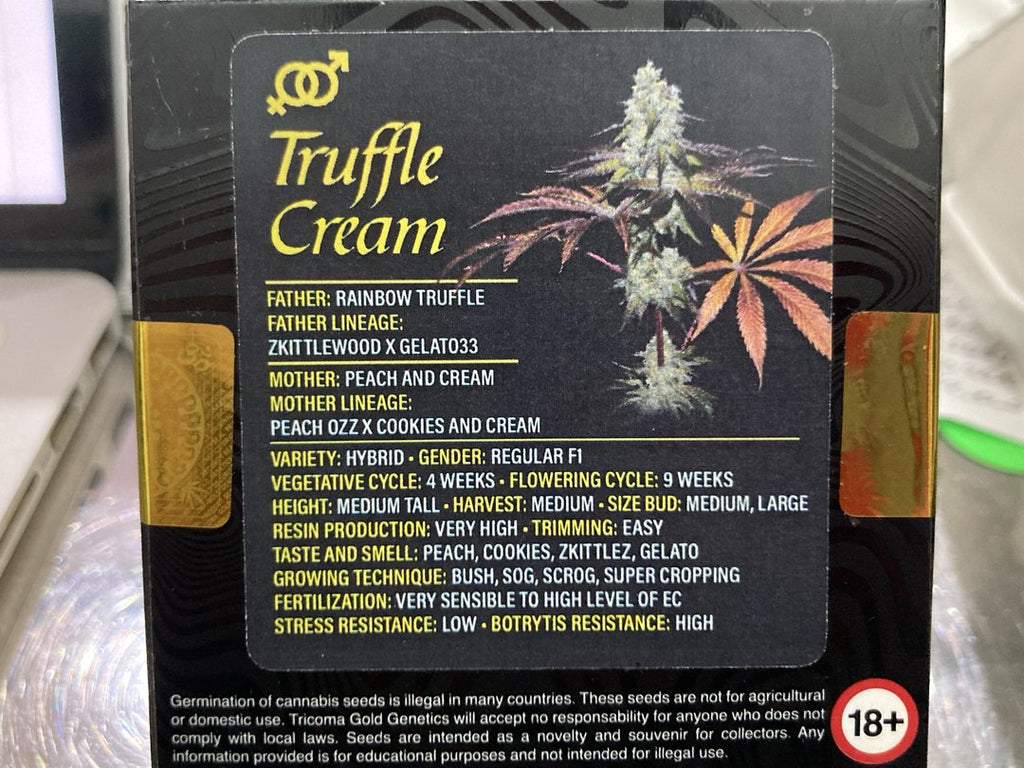 Truffle
Cream
FATHER: RAINBOW TRUFFLE
FATHER LINEAGE:
ZKITTLEWOOD X GELATO33
MOTHER: PEACH AND CREAM
MOTHER LINEAGE:
PEACH OZZ X COOKIES AND CREAM
VARIETY: HYBRID • GENDER: REGULAR F1
VEGETATIVE CYCLE: 4 WEEKS • FLOWERING CYCLE: 9 WEEKS
HEIGHT: MEDIUM TALL • HARVEST: MEDIUM • SIZE BUD: MEDIUM, LARGE
RESIN PRODUCTION: VERY HIGH • TRIMMING: EASY
TASTE AND SMELL: PEACH, COOKIES, ZKITTLEZ, GELATO
GROWING TECHNIQUE: BUSH, SOG, SCROG, SUPER CROPPING
FERTILIZATION: VERY SENSIBLE TO HIGH LEVEL OF EC
STRESS RESISTANCE: LOW • BOTRYTIS RESISTANCE: HIGH
Germination of cannabis seeds is illegal in many countries. These seeds are not for agricultural
or domestic use. Tricoma Gold Genetics will accept no responsibility for anyone who does not
comply with local laws. Seeds are intended as a novelty and souvenir for collectors. Any
information provided is for educational purposes and not intended for illegal use.
18+